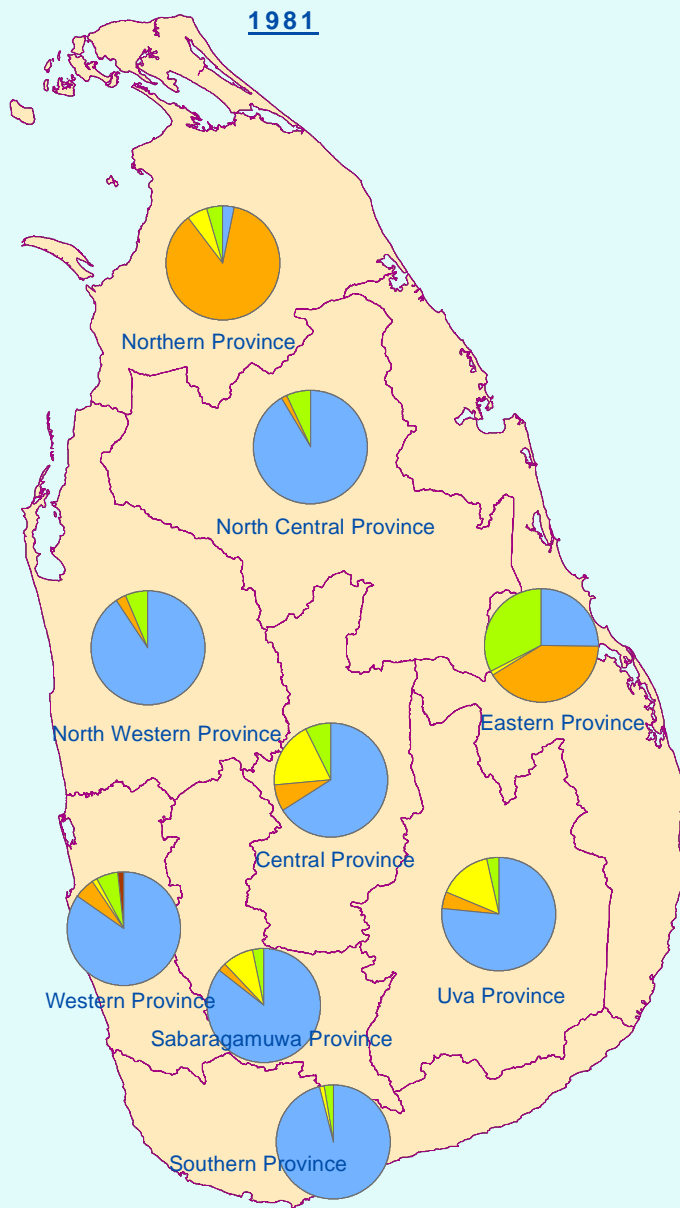 1981
Northern Province
North Central Province
North Western Province
Eastern Province
Central Province
Western Province
Uva Province
Sabaragamuwa Province
Southern Province